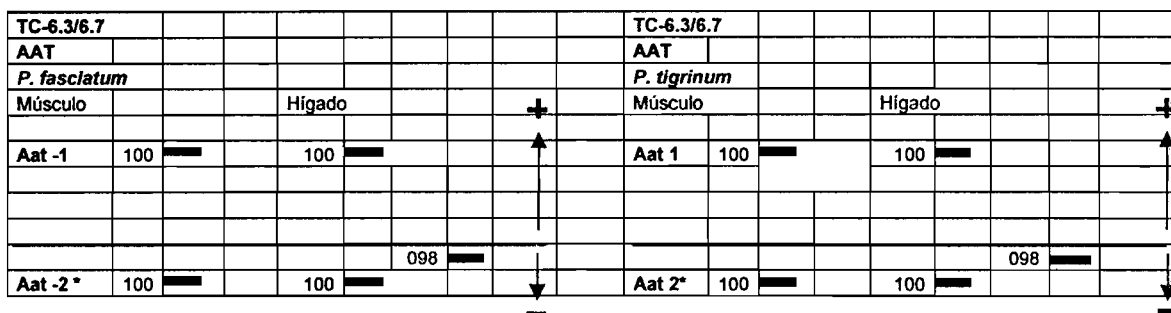 TC-6.3/6.7 TC-6.3/6.7
AAT AAT
P. fasciatum P. tigrinum
Músculo Hígado + Músculo Hígado +
Aat -1 100 100 Aat 1 100 100
098 098
Aat -2 * 100 100 Aat 2* 100 100
- -